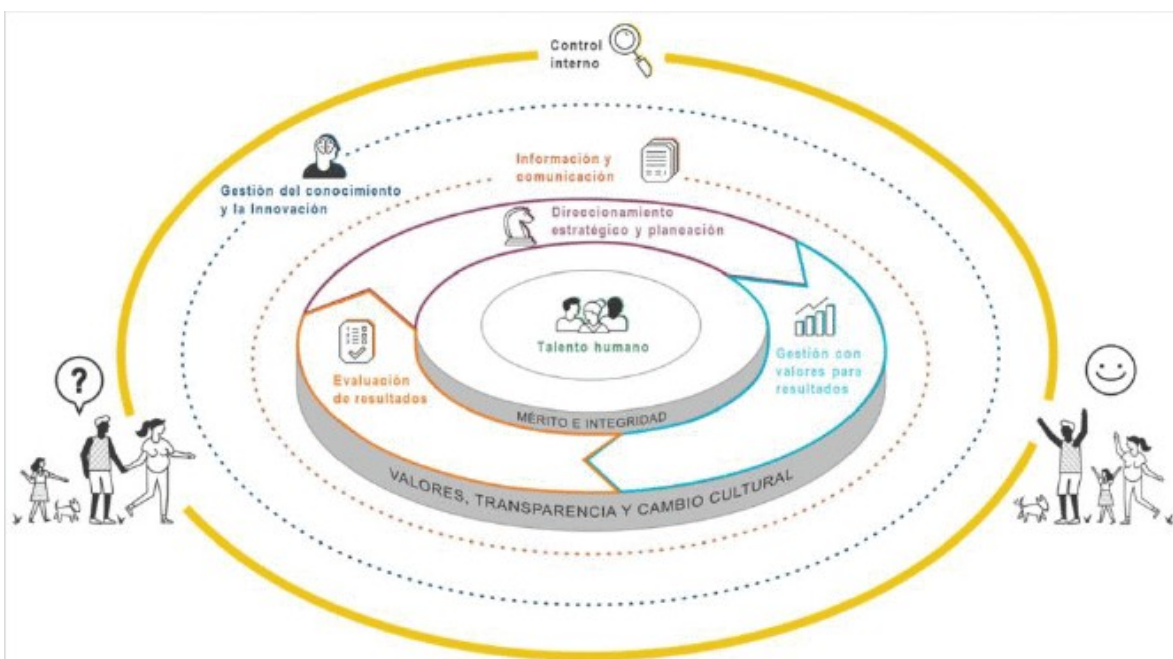 Control
interno
Gestión del conocimiento
y la Innovación
Información y
comunicación
Direccionamiento
estratégico y planeación
Talento humano
Gestión con
valores para
resultados
Evaluación
de resultados
MÉRITO E INTEGRIDAD
VALORES, TRANSPARENCIA Y CAMBIO CULTURAL
?